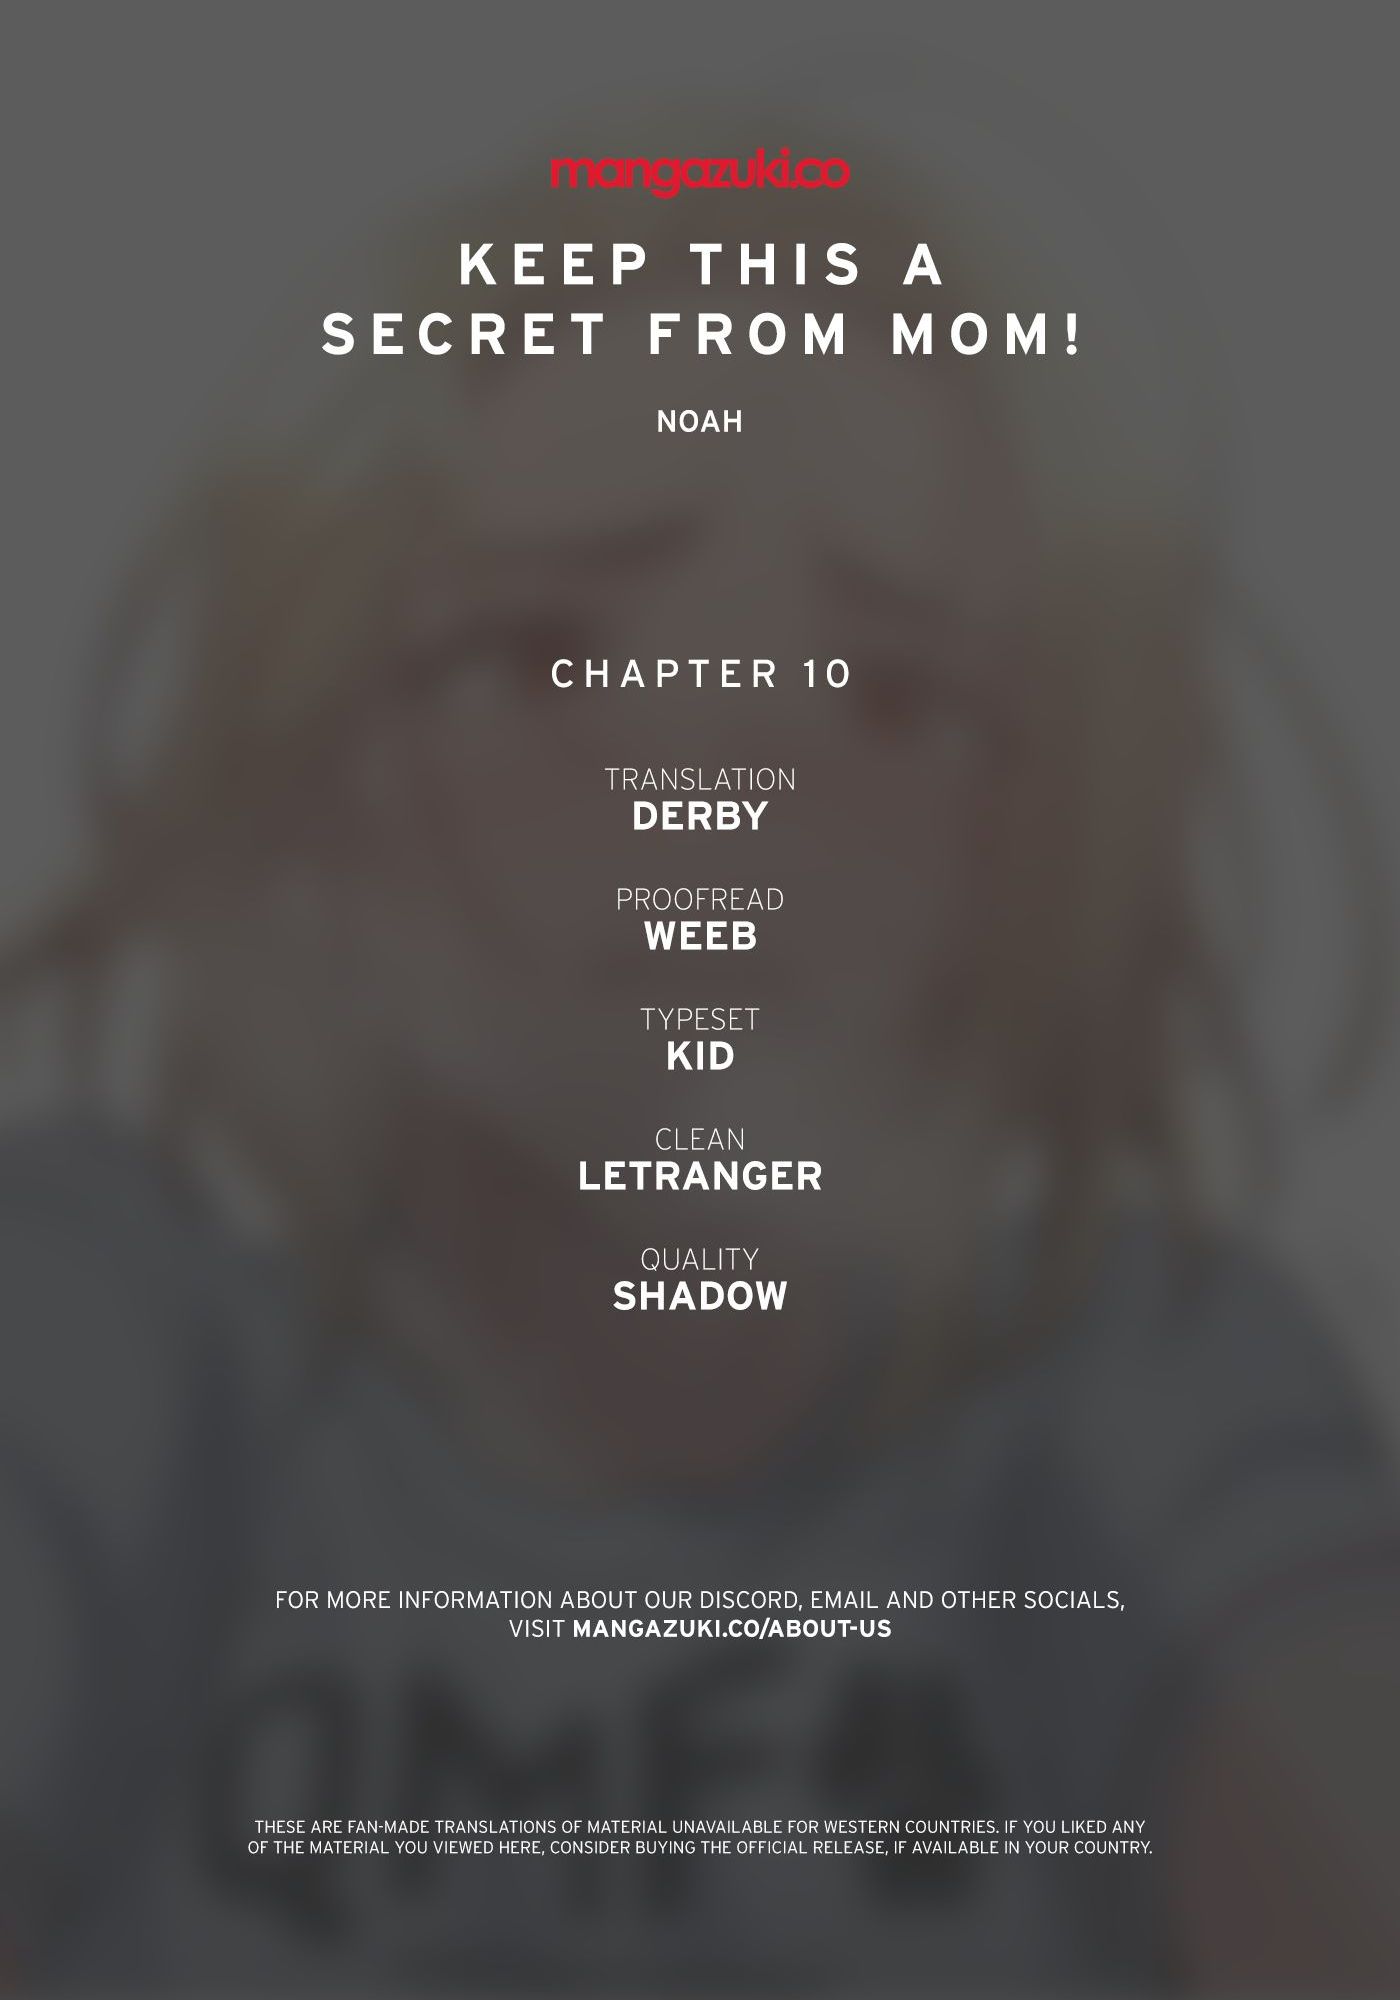 mangazuki.co
KEEP THIS A
SECRET FROM MOM!
NOAH
CHAPTER 10
TRANSLATION
DERBY
PROOFREAD
WEEB
TYPESET
KID
CLEAN
LETRANGER
QUALITY
SHADOW
FOR MORE INFORMATION ABOUT OUR DISCORD, EMAIL AND OTHER SOCIALS,
VISIT MANGAZUKI.CO/ABOUT-US
THESE ARE FAN-MADE TRANSLATIONS OF MATERIAL UNAVAILABLE FOR WESTERN COUNTRIES. IF YOU LIKED ANY
OF THE MATERIAL YOU VIEWED HERE, CONSIDER BUYING THE OFFICIAL RELEASE, IF AVAILABLE IN YOUR COUNTRY.